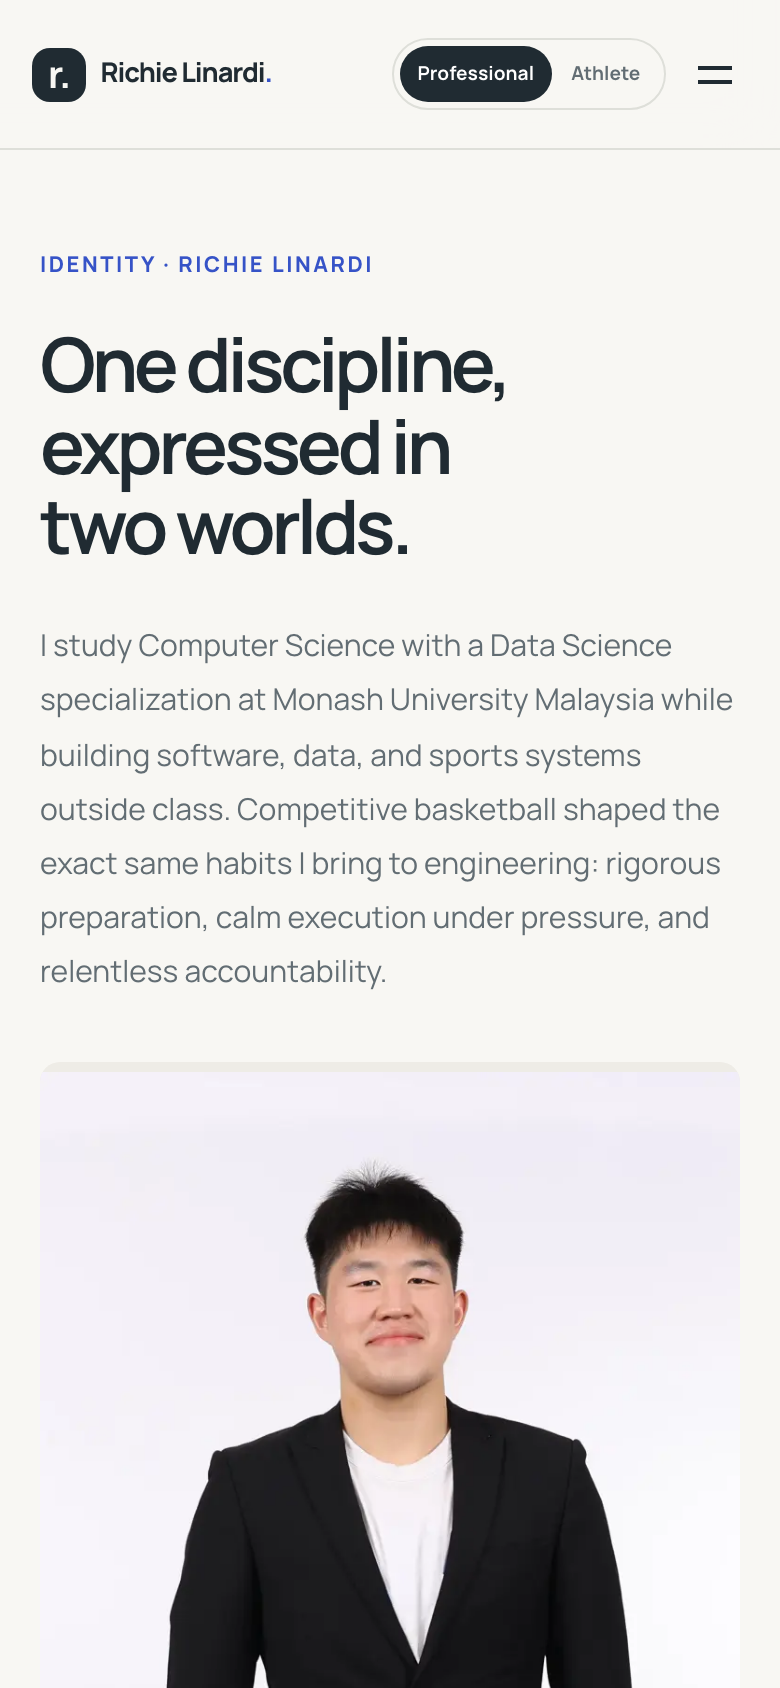 r. Richie Linardi. Professional Athlete
IDENTITY · RICHIE LINARDI
One discipline,
expressed in
two worlds.
I study Computer Science with a Data Science
specialization at Monash University Malaysia while
building software, data, and sports systems
outside class. Competitive basketball shaped the
exact same habits I bring to engineering: rigorous
preparation, calm execution under pressure, and
relentless accountability.